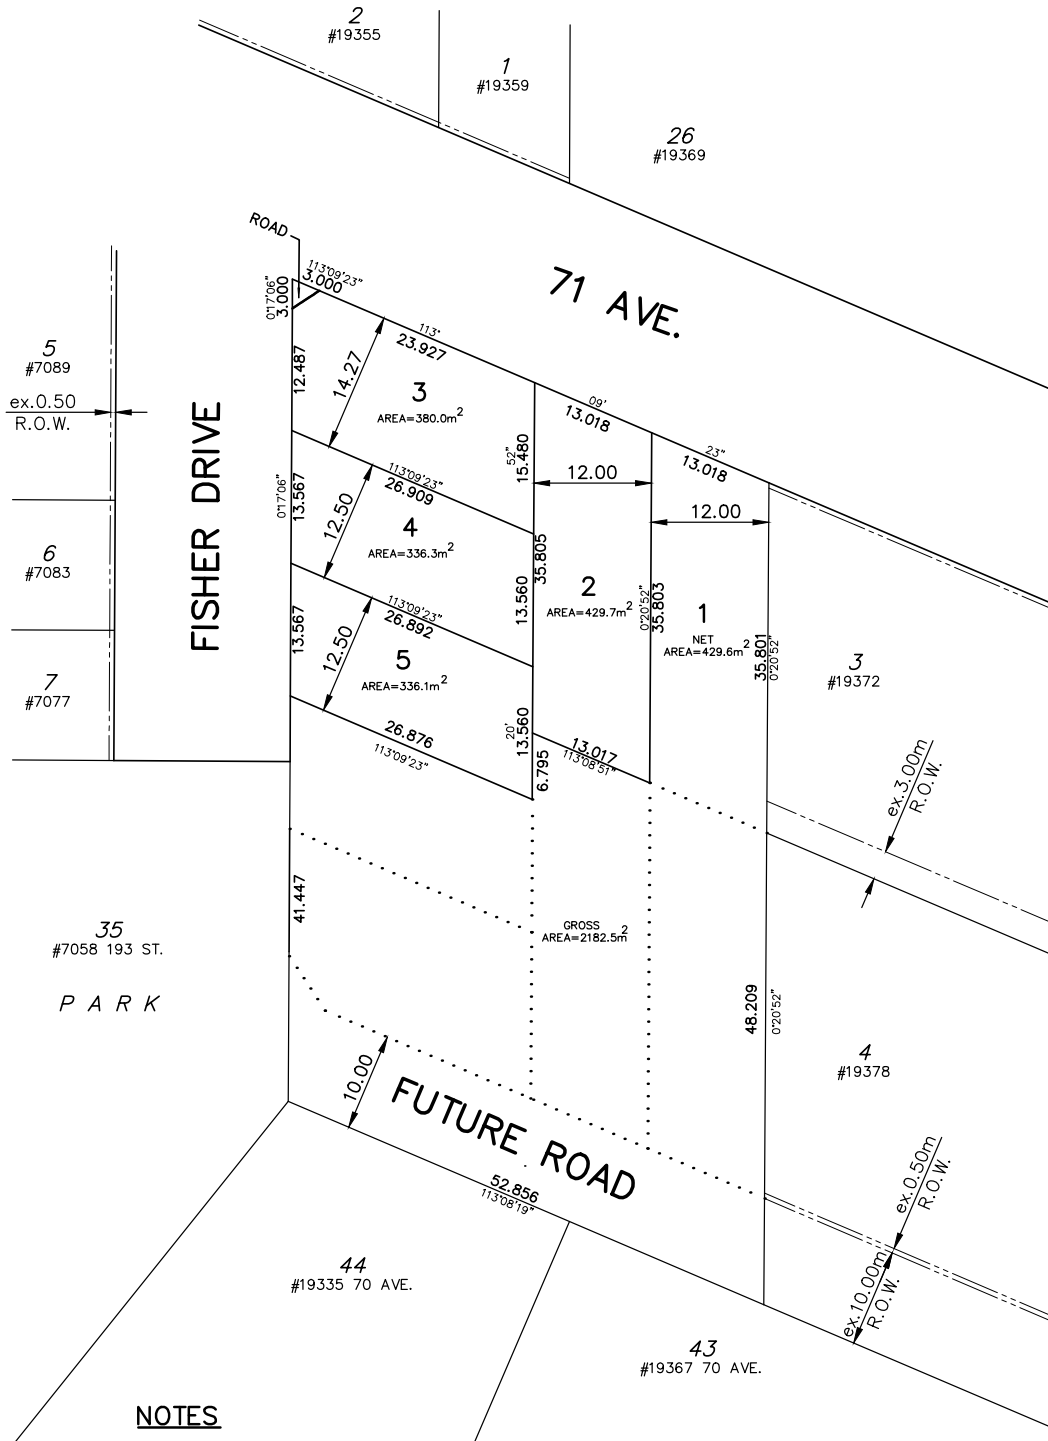 2
#19355
1
#19359
26
#19369
ROAD
71 AVE.
113°09'23"
3.000
0°17'06"
3.000
113°
23.927
09'
13.018
23"
13.018
5
#7089
ex.0.50
R.O.W.
FISHER DRIVE
12.487
14.27
3
AREA=380.0m2
52"
15.480
12.00
12.00
113°09'23"
26.909
0°17'06"
13.567
12.50
4
AREA=336.3m2
35.805
13.560
2
AREA=429.7m2
0°20'52"
35.803
1
NET
AREA=429.6m2
35.801
0°20'52"
6
#7083
113°09'23"
26.892
13.567
12.50
5
AREA=336.1m2
20'
13.560
7
#7077
3
#19372
26.876
113°09'23"
6.795
13.017
113°08'51"
ex.3.00m
R.O.W.
41.447
GROSS
AREA=2182.5m2
35
#7058 193 ST.
PARK
48.209
0°20'52"
4
#19378
10.00
FUTURE ROAD
52.856
113°08'19"
ex.0.50m
R.O.W.
ex.10.00m
R.O.W.
44
#19335 70 AVE.
43
#19367 70 AVE.
NOTES